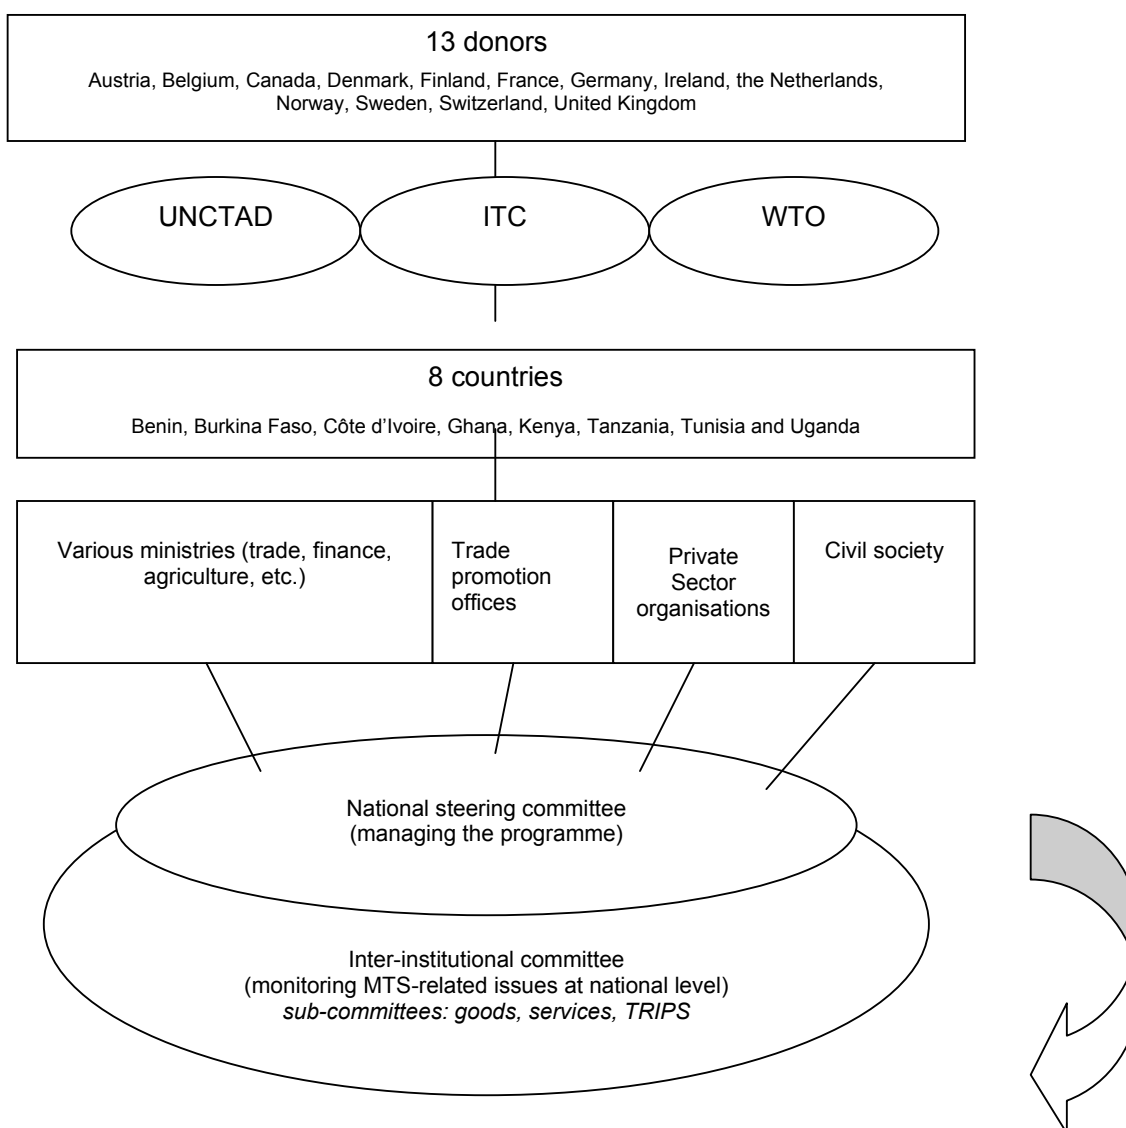 13 donors
Austria, Belgium, Canada, Denmark, Finland, France, Germany, Ireland, the Netherlands,
Norway, Sweden, Switzerland, United Kingdom
UNCTAD
ITC
WTO
8 countries
Benin, Burkina Faso, Côte d’Ivoire, Ghana, Kenya, Tanzania, Tunisia and Uganda
Various ministries (trade, finance,
agriculture, etc.)
Trade
promotion
offices
Private
Sector
organisations
Civil society
National steering committee
(managing the programme)
Inter-institutional committee
(monitoring MTS-related issues at national level)
sub-committees: goods, services, TRIPS